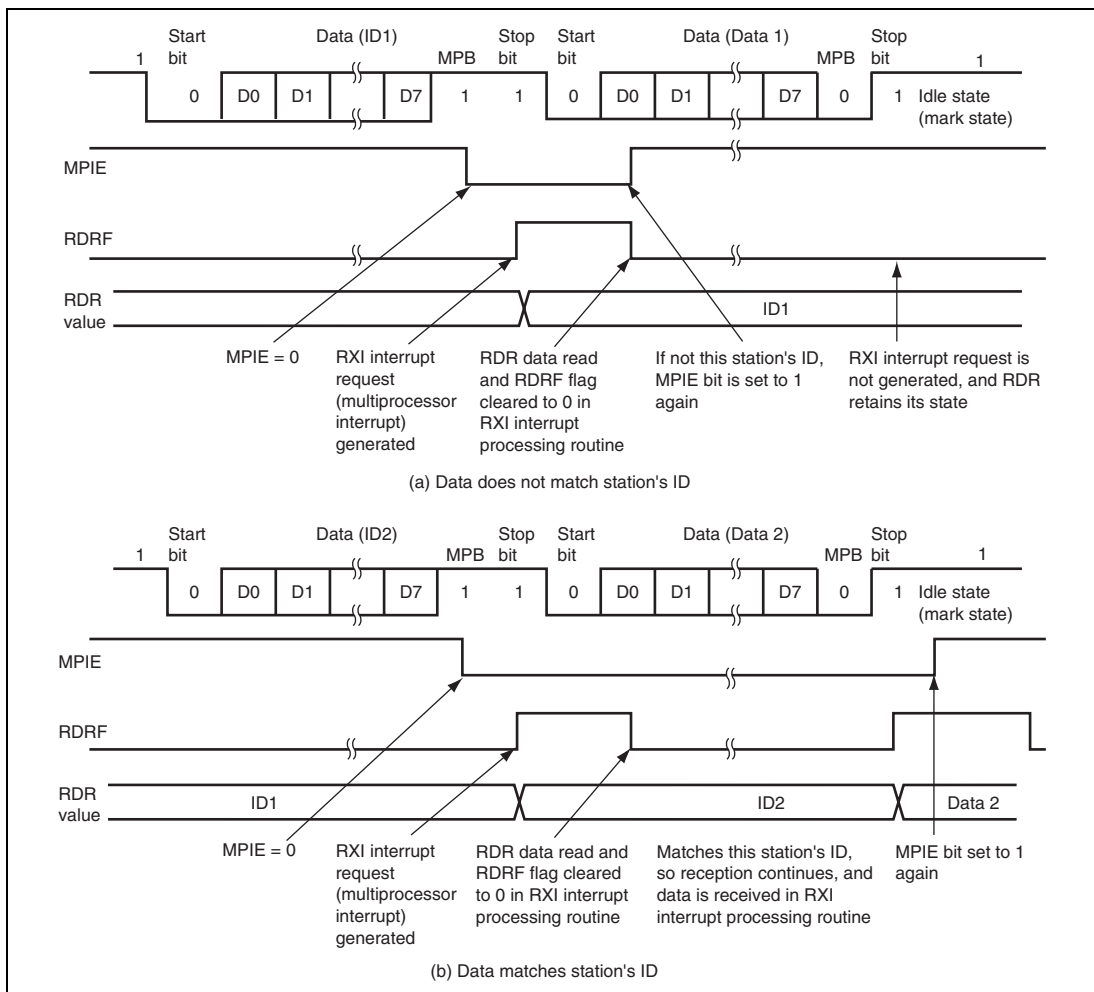 Start bit Data (ID1) MPB Stop bit Start bit Data (Data 1) MPB Stop bit
1 0 D0 D1 D7 1 1 0 D0 D1 D7 0 1 1
Idle state
(mark state)
MPIE
RDRF
RDR
value
ID1
MPIE = 0
RXI interrupt
request
(multiprocessor
interrupt)
generated
RDR data read
and RDRF flag
cleared to 0 in
RXI interrupt
processing routine
If not this station's ID,
MPIE bit is set to 1
again
RXI interrupt request is
not generated, and RDR
retains its state
(a) Data does not match station's ID
Start bit Data (ID2) MPB Stop bit Start bit Data (Data 2) MPB Stop bit
1 0 D0 D1 D7 1 1 0 D0 D1 D7 0 1 1
Idle state
(mark state)
MPIE
RDRF
RDR
value
ID1 ID2 Data 2
MPIE = 0
RXI interrupt
request
(multiprocessor
interrupt)
generated
RDR data read and
RDRF flag cleared
to 0 in RXI interrupt
processing routine
Matches this station's ID,
so reception continues, and
data is received in RXI
interrupt processing routine
MPIE bit set to 1
again
(b) Data matches station's ID